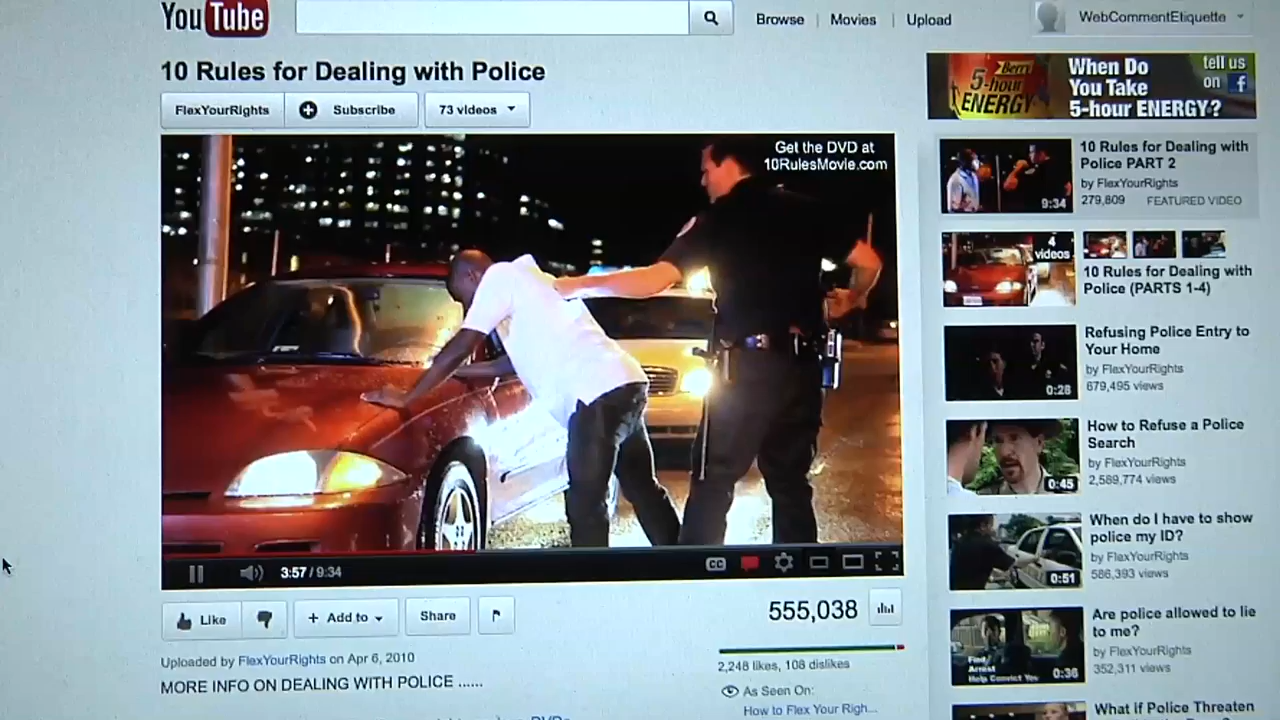 YouTube
Browse | Movies | Upload
WebCommentEtiquette
10 Rules for Dealing with Police
FlexYourRights
Subscribe
73 videos
Get the DVD at
10RulesMovie.com
3:57 / 9:34
CC
Like
+ Add to
Share
555,038
Uploaded by FlexYourRights on Apr 6, 2010
MORE INFO ON DEALING WITH POLICE ......
2,248 likes, 108 dislikes
As Seen On:
How to Flex Your Righ...
Berry
5-hour
ENERGY
When Do
You Take
5-hour ENERGY?
tell us
on f
10 Rules for Dealing with
Police PART 2
by FlexYourRights
279,809
FEATURED VIDEO
9:34
4
videos
10 Rules for Dealing with
Police (PARTS 1-4)
Refusing Police Entry to
Your Home
by FlexYourRights
679,495 views
0:28
How to Refuse a Police
Search
by FlexYourRights
2,589,774 views
0:45
When do I have to show
police my ID?
by FlexYourRights
586,393 views
0:51
Are police allowed to lie
to me?
by FlexYourRights
352,311 views
Find/
Arrest
Help Convict You
0:36
What if Police Threaten